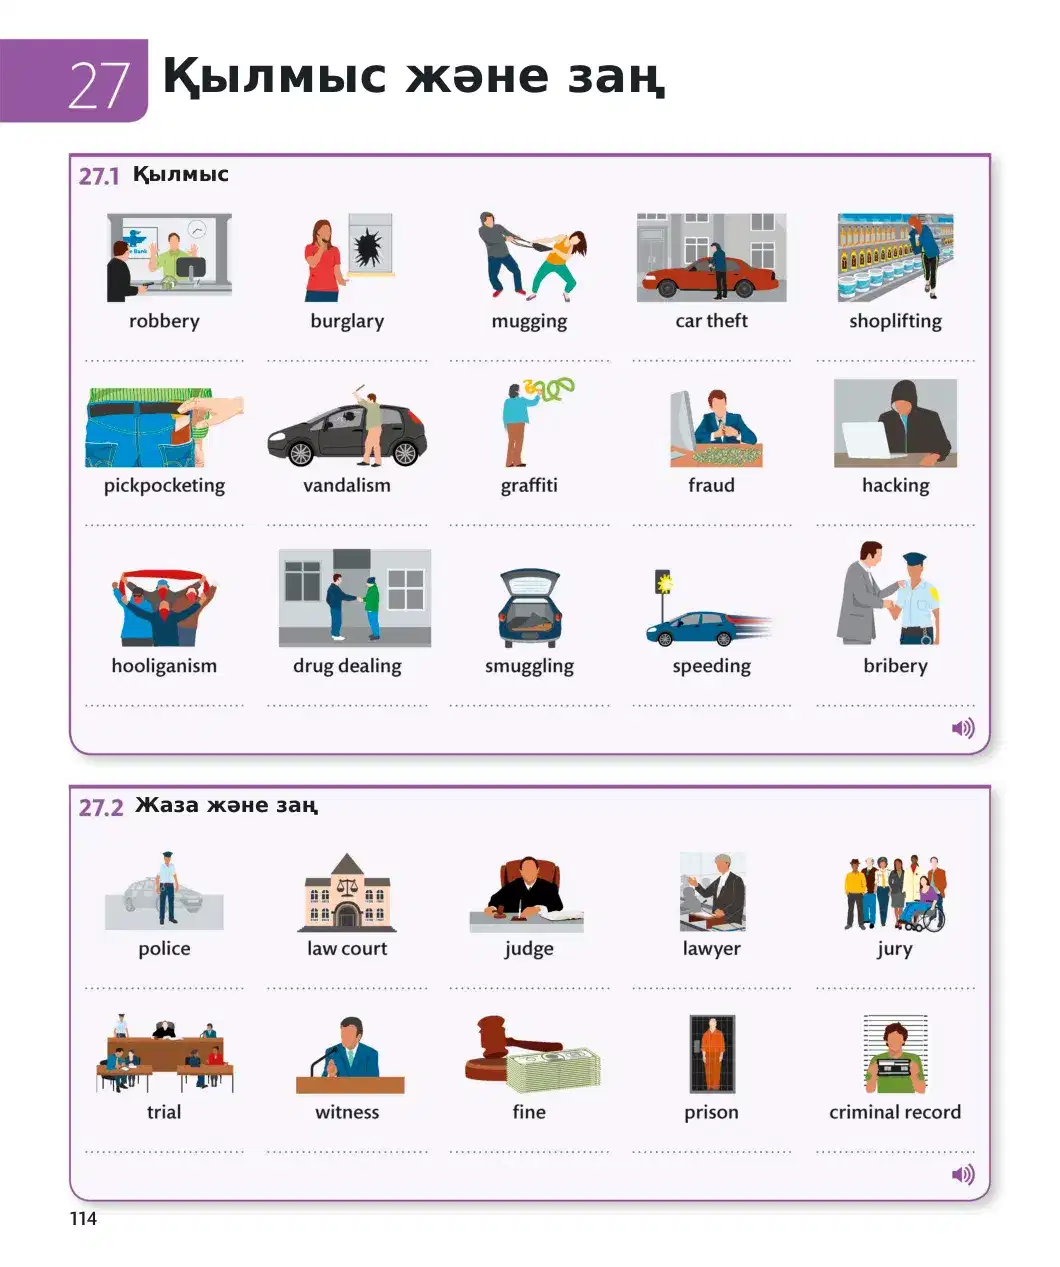 27 Қылмыс және заң
27.1 Қылмыс
robbery burglary mugging car theft shoplifting
pickpocketing vandalism graffiti fraud hacking
hooliganism drug dealing smuggling speeding bribery
27.2 Жаза және заң
police law court judge lawyer jury
trial witness fine prison criminal record
114